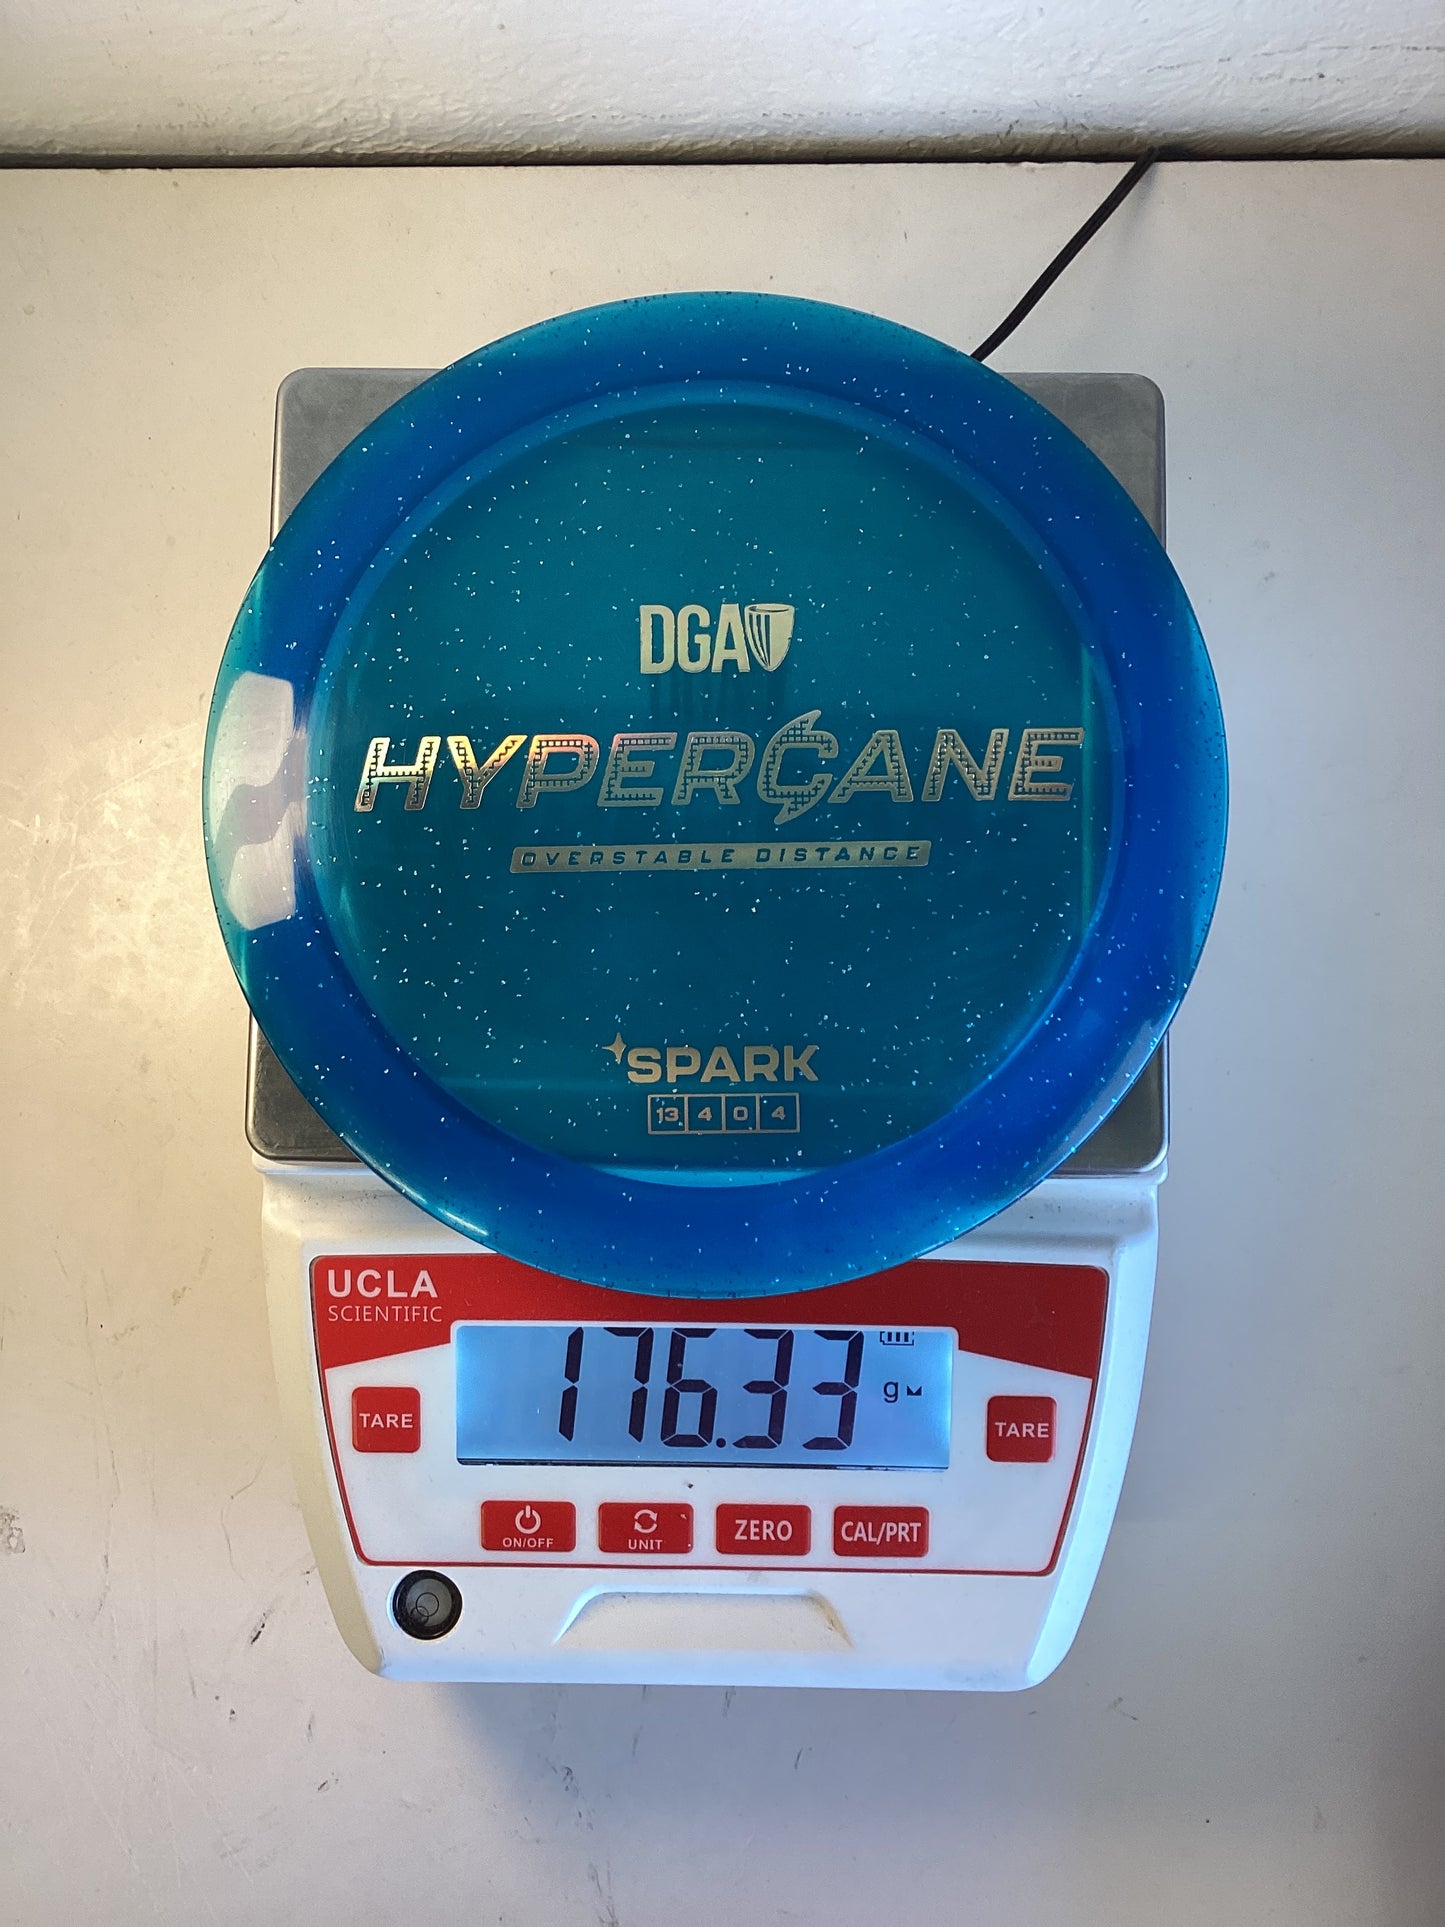 DGA
HYPERCANE
OVERSTABLE DISTANCE
SPARK
13 4 0 4
UCLA
SCIENTIFIC
176.33 g
TARE
TARE
ON/OFF
UNIT
ZERO
CAL/PRT